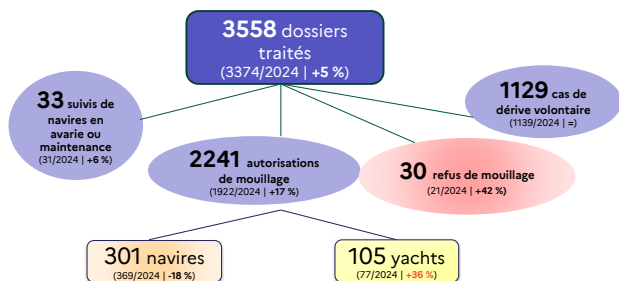 3558 dossiers
traités
(3374/2024 | +5 %)
33 suivis de
navires en
avarie ou
maintenance
(31/2024 | +6 %)
2241 autorisations
de mouillage
(1922/2024 | +17 %)
30 refus de mouillage
(21/2024 | +42 %)
1129 cas de
dérive volontaire
(1139/2024 | =)
301 navires
(369/2024 | -18 %)
105 yachts
(77/2024 | +36 %)